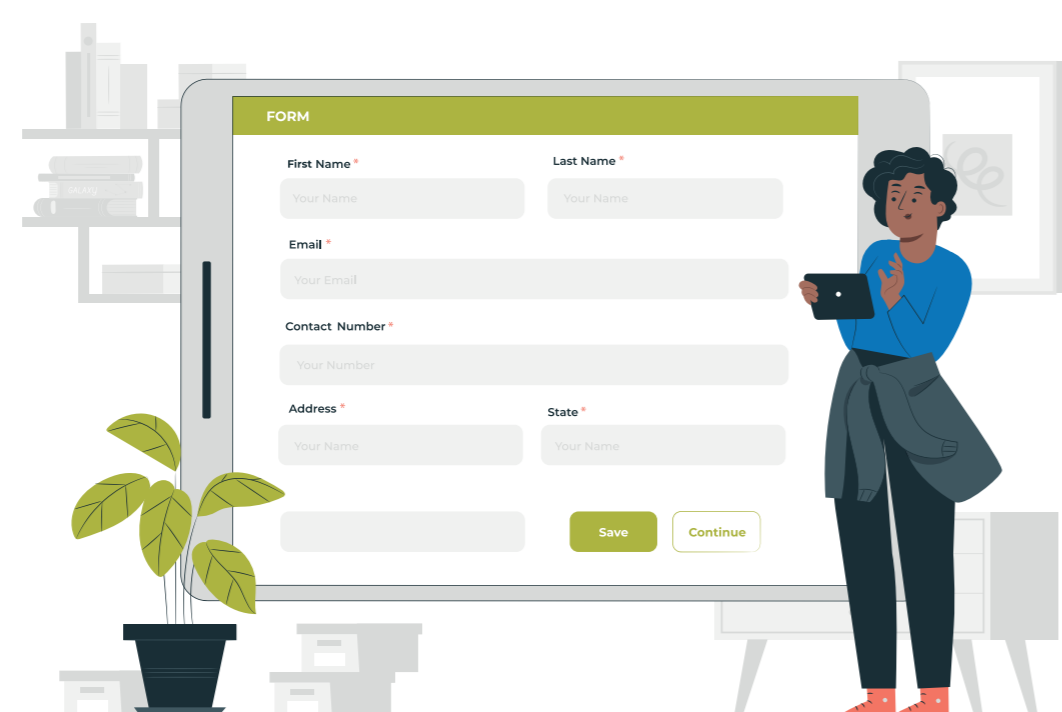 FORM
First Name *
Last Name *
Your Name
Your Name
Email *
Your Email
Contact Number *
Your Number
Address *
State *
Your Name
Your Name
Save
Continue